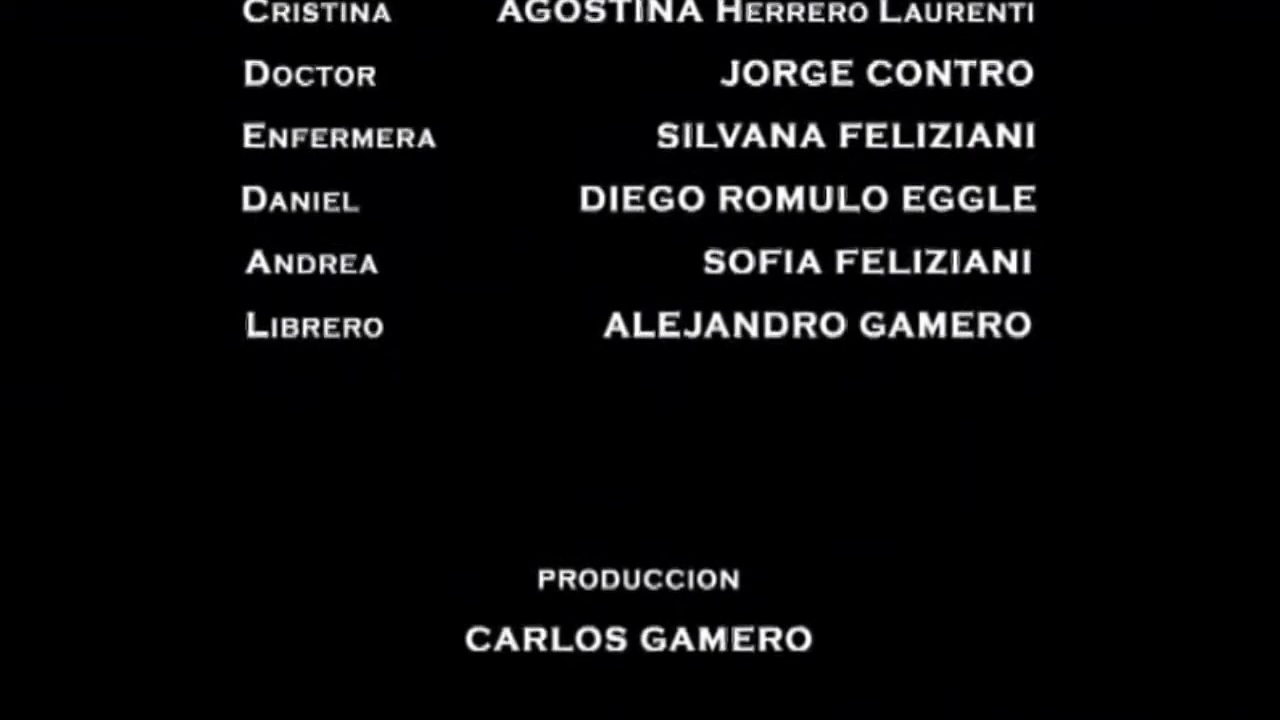 Cristina AGOSTINA Herrero Laurenti
Doctor JORGE CONTRO
Enfermera SILVANA FELIZIANI
Daniel DIEGO ROMULO EGGLE
Andrea SOFIA FELIZIANI
Librero ALEJANDRO GAMERO
PRODUCCION
CARLOS GAMERO